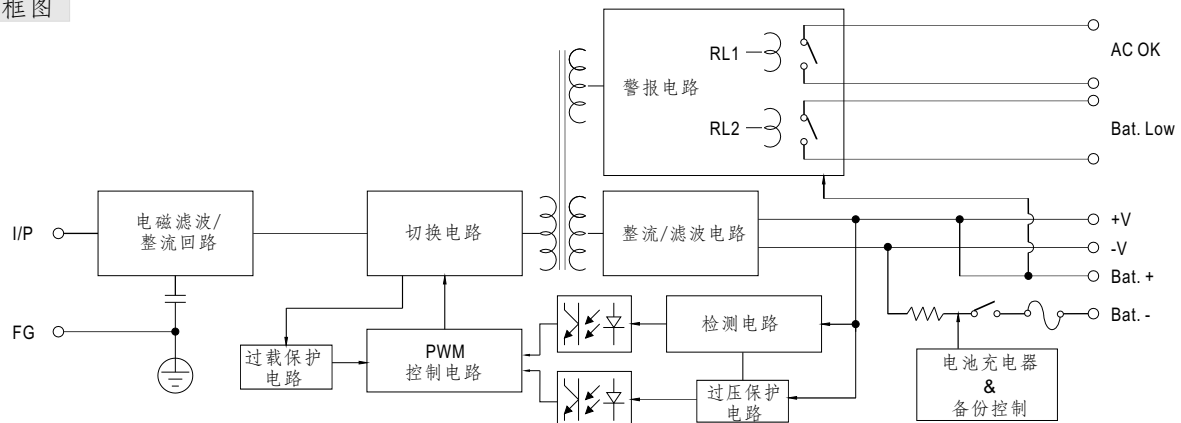 框图
RL1
警报电路
AC OK
RL2
Bat. Low
I/P
电磁滤波/
整流回路
切换电路
整流/滤波电路
+V
-V
Bat. +
FG
过载保护
电路
PWM
控制电路
检测电路
过压保护
电路
Bat. -
电池充电器
&
备份控制